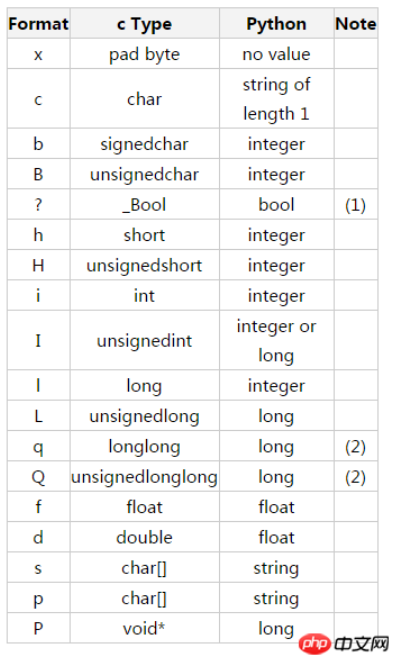 Format c Type Python Note
x pad byte no value
c char string of
length 1
b signedchar integer
B unsignedchar integer
? _Bool bool (1)
h short integer
H unsignedshort integer
i int integer
I unsignedint integer or
long
l long integer
L unsignedlong long
q longlong long (2)
Q unsignedlonglong long (2)
f float float
d double float
s char[] string
p char[] string
P void* long
php 中文网